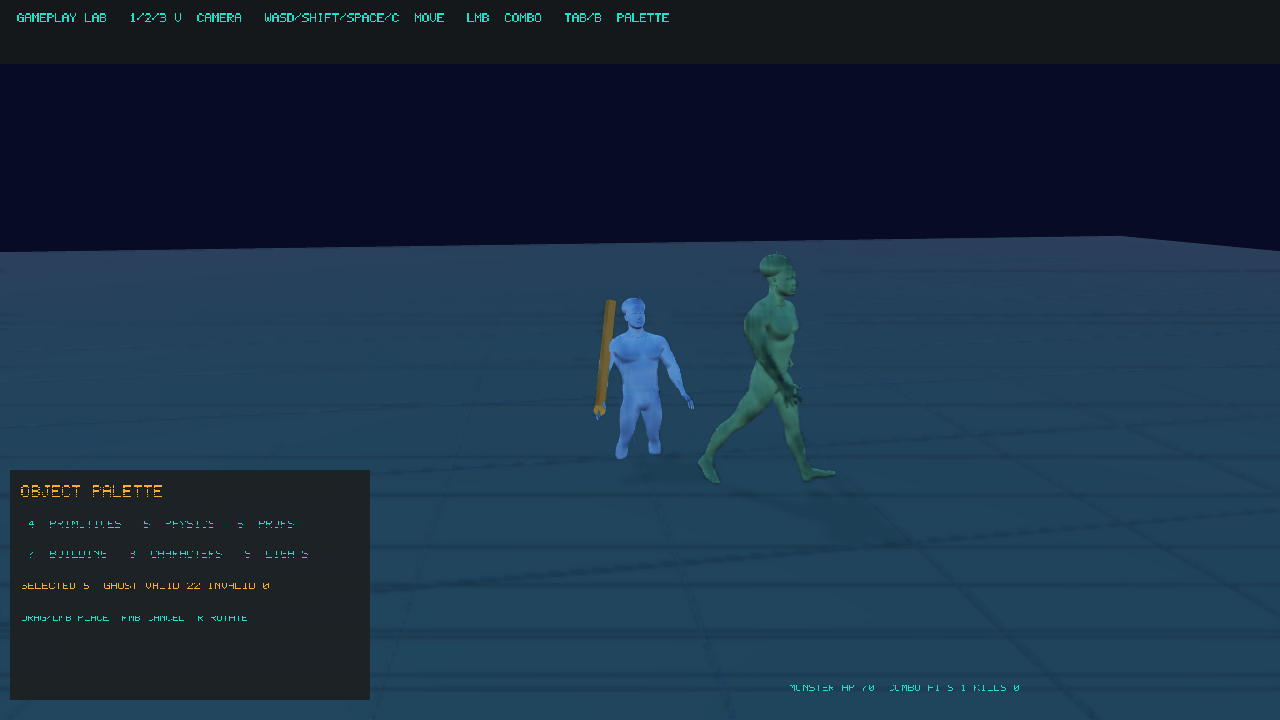 GAMEPLAY LAB 1/2/3 V CAMERA WASD/SHIFT/SPACE/C MOVE LMB COMBO TAB/B PALETTE
OBJECT PALETTE
4 PRIMITIVES 5 PHYSICS 6 PROPS
7 BUILDING 8 CHARACTERS 9 LIGHTS
SELECTED 5 GHOST VALID 22 INVALID 0
DRAG/LMB PLACE RMB CANCEL R ROTATE
MONSTER HP 70 COMBO HITS 1 KILLS 0